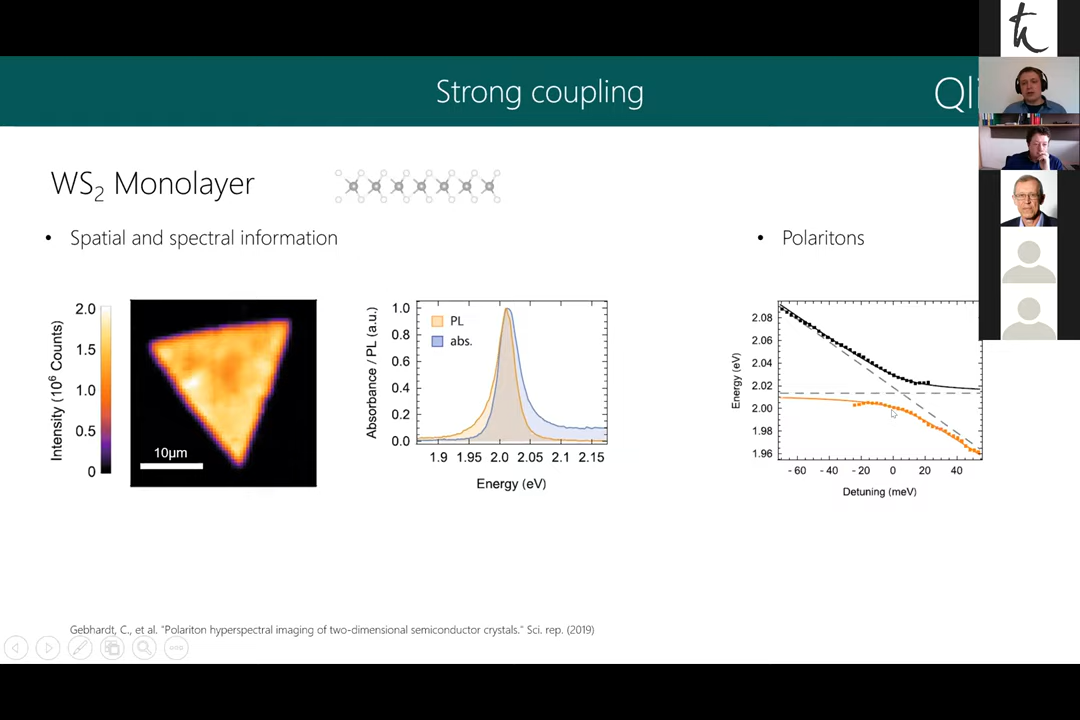 Strong coupling
Qli
WS₂ Monolayer
• Spatial and spectral information
• Polaritons
Intensity (10⁶ Counts)
2.0
1.5
1.0
0.5
0
10µm
Absorbance / PL (a.u.)
1.0
0.8
0.6
0.4
0.2
0.0
PL
abs.
1.9 1.95 2.0 2.05 2.1 2.15
Energy (eV)
Energy (eV)
2.08
2.06
2.04
2.02
2.00
1.98
1.96
-60 -40 -20 0 20 40
Detuning (meV)
Gebhardt, C., et al. "Polariton hyperspectral imaging of two-dimensional semiconductor crystals." Sci. rep. (2019)